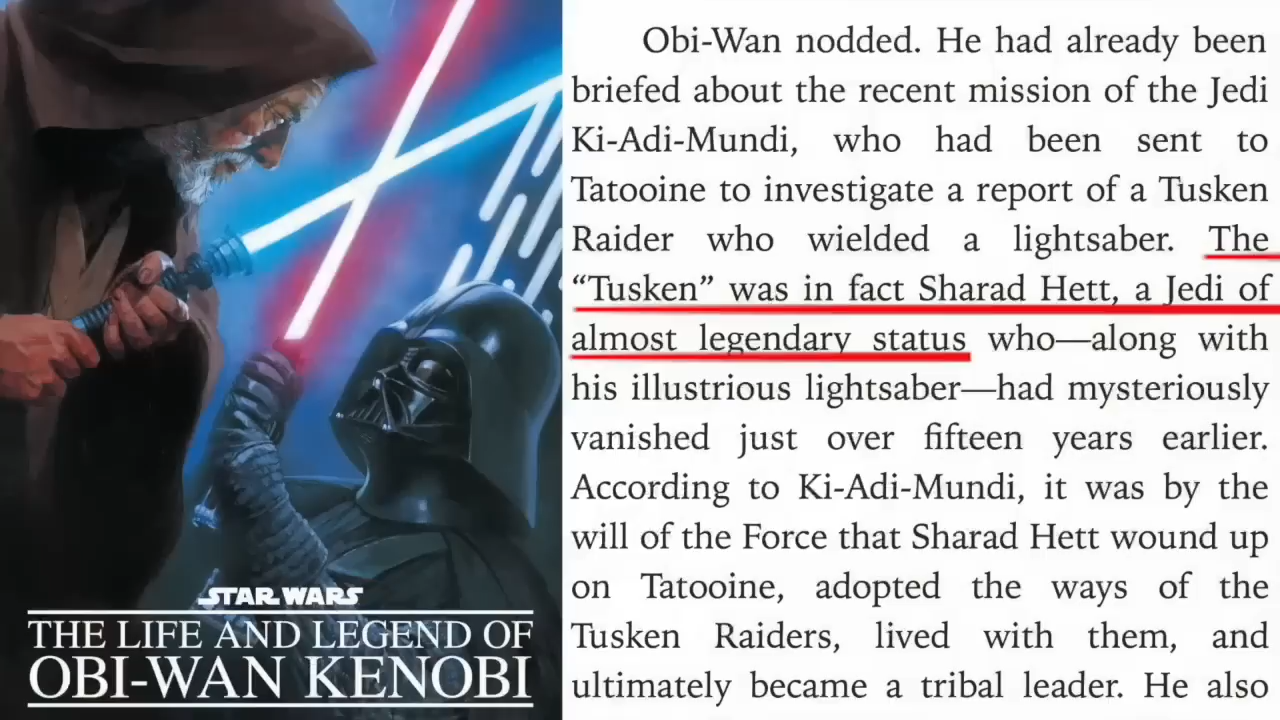 STAR WARS
THE LIFE AND LEGEND OF
OBI-WAN KENOBI
Obi-Wan nodded. He had already been
briefed about the recent mission of the Jedi
Ki-Adi-Mundi, who had been sent to
Tatooine to investigate a report of a Tusken
Raider who wielded a lightsaber. The
“Tusken” was in fact Sharad Hett, a Jedi of
almost legendary status who—along with
his illustrious lightsaber—had mysteriously
vanished just over fifteen years earlier.
According to Ki-Adi-Mundi, it was by the
will of the Force that Sharad Hett wound up
on Tatooine, adopted the ways of the
Tusken Raiders, lived with them, and
ultimately became a tribal leader. He also